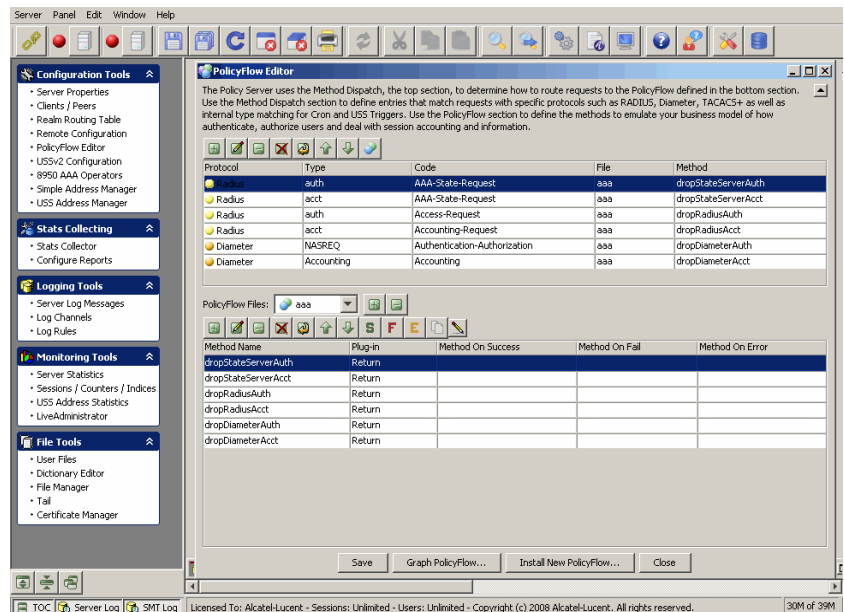 Server Panel Edit Window Help
Configuration Tools
• Server Properties
• Clients / Peers
• Realm Routing Table
• Remote Configuration
• PolicyFlow Editor
• USSv2 Configuration
• 8950 AAA Operators
• Simple Address Manager
• USS Address Manager
Stats Collecting
• Stats Collector
• Configure Reports
Logging Tools
• Server Log Messages
• Log Channels
• Log Rules
Monitoring Tools
• Server Statistics
• Sessions / Counters / Indices
• USS Address Statistics
• LiveAdministrator
File Tools
• User Files
• Dictionary Editor
• File Manager
• Tail
• Certificate Manager
PolicyFlow Editor
The Policy Server uses the Method Dispatch, the top section, to determine how to route requests to the PolicyFlow defined in the bottom section.
Use the Method Dispatch section to define entries that match requests with specific protocols such as RADIUS, Diameter, TACACS+ as well as
internal type matching for Cron and USS Triggers. Use the PolicyFlow section to define the methods to emulate your business model of how
authenticate, authorize users and deal with session accounting and information.
Protocol Type Code File Method
Radius auth AAA-State-Request aaa dropStateServerAuth
Radius acct AAA-State-Request aaa dropStateServerAcct
Radius auth Access-Request aaa dropRadiusAuth
Radius acct Accounting-Request aaa dropRadiusAcct
Diameter NASREQ Authentication-Authorization aaa dropDiameterAuth
Diameter Accounting Accounting aaa dropDiameterAcct
PolicyFlow Files: aaa
S F E
Method Name Plug-in Method On Success Method On Fail Method On Error
dropStateServerAuth Return
dropStateServerAcct Return
dropRadiusAuth Return
dropRadiusAcct Return
dropDiameterAuth Return
dropDiameterAcct Return
Save Graph PolicyFlow... Install New PolicyFlow... Close
TOC Server Log SMT Log Licensed To: Alcatel-Lucent - Sessions: Unlimited - Users: Unlimited - Copyright (c) 2008 Alcatel-Lucent. All rights reserved. 30M of 39M